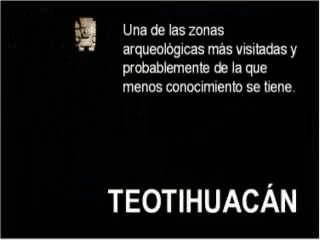 Una de las zonas
arqueológicas más visitadas y
probablemente de la que
menos conocimiento se tiene.
TEOTIHUACÁN